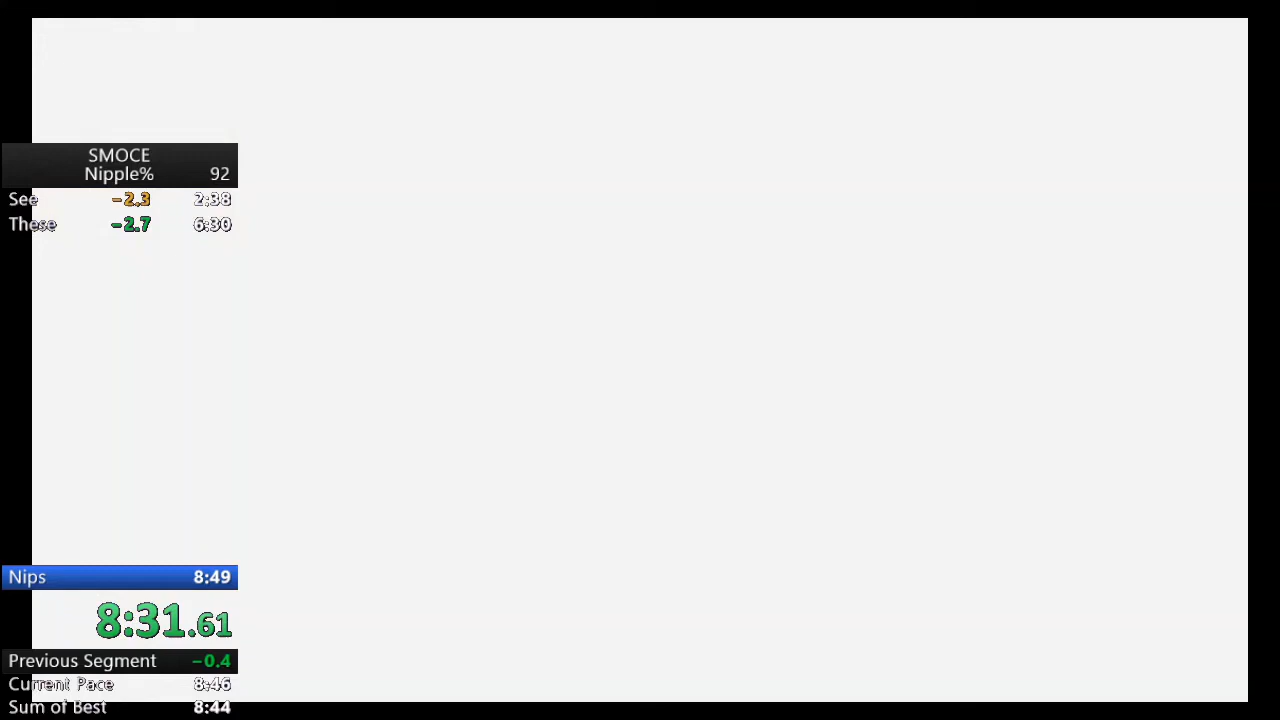 SMOCE
Nipple% 92
See -2.3 2:38
These -2.7 6:30
Nips 8:49
8:31.61
Previous Segment -0.4
Current Pace 8:46
Sum of Best 8:44